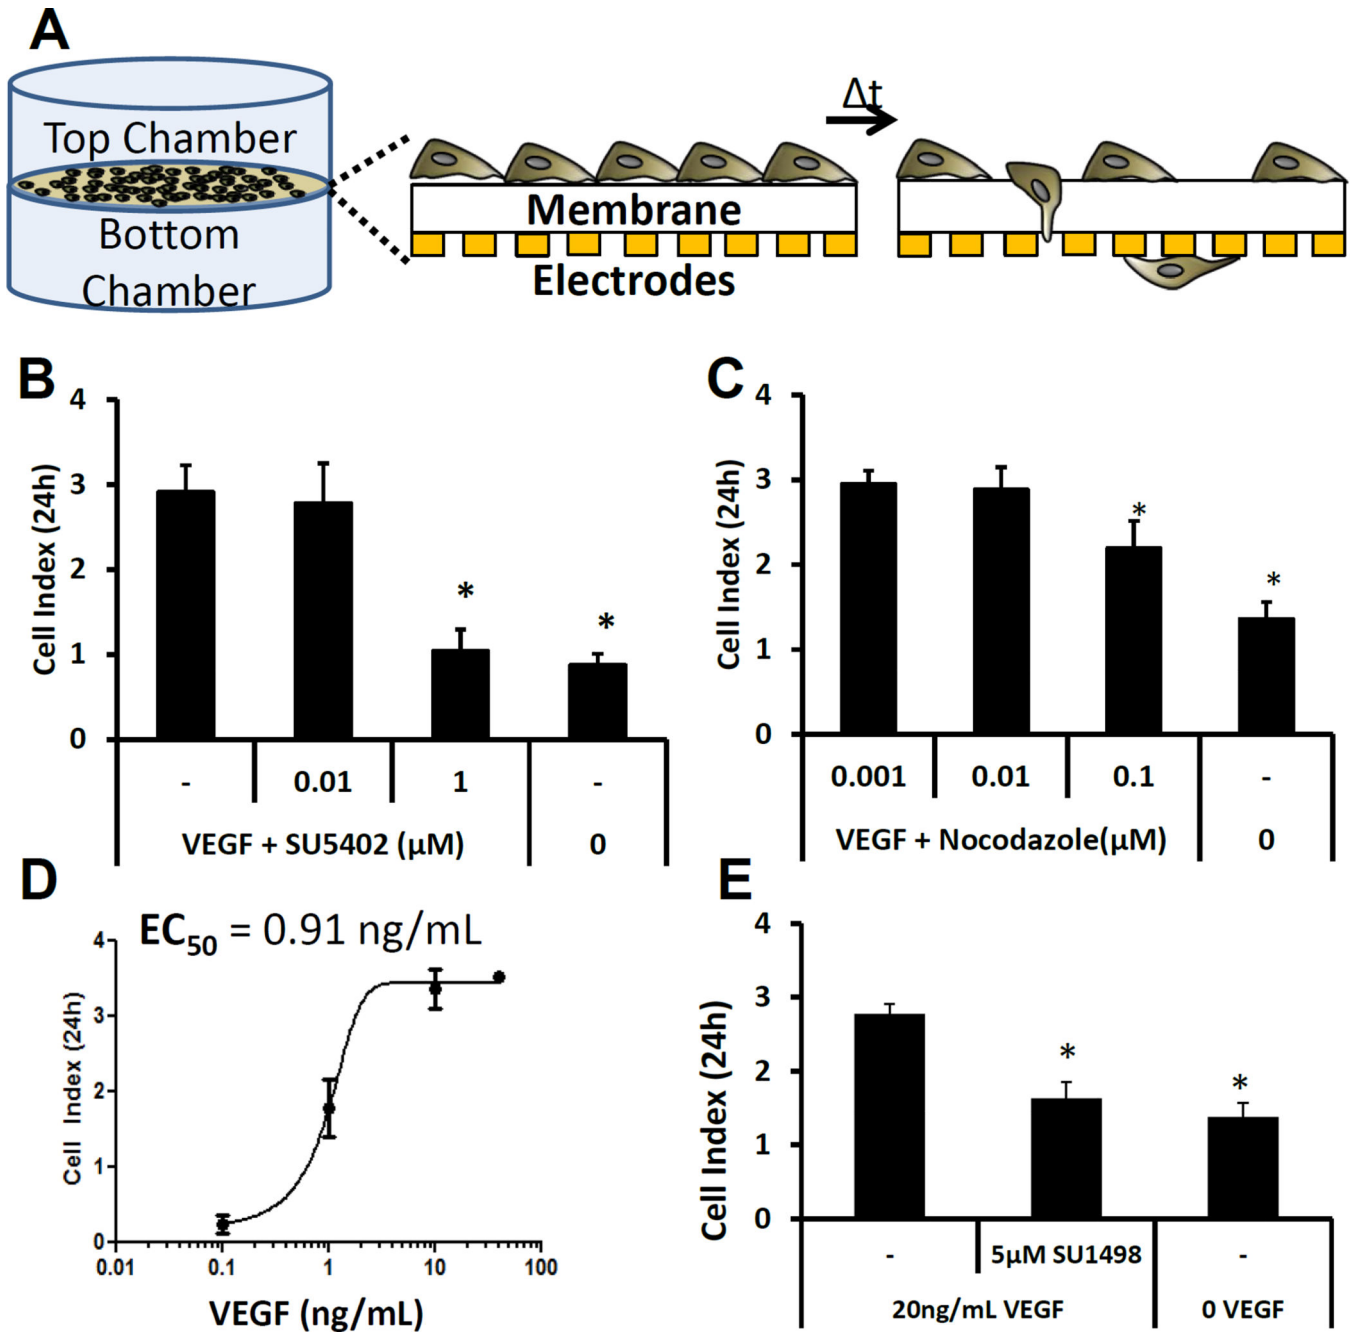 A
Top Chamber
Bottom
Chamber
Membrane
Electrodes
Δt
B
Cell Index (24h)
4
3
2
1
0
*
*
- 0.01 1 -
VEGF + SU5402 (µM) 0
C
Cell Index (24h)
4
3
2
1
0
*
*
0.001 0.01 0.1 -
VEGF + Nocodazole(µM) 0
D
EC50 = 0.91 ng/mL
Cell Index (24h)
4
3
2
1
0
0.01 0.1 1 10 100
VEGF (ng/mL)
E
Cell Index (24h)
4
3
2
1
0
*
*
- 5µM SU1498 -
20ng/mL VEGF 0 VEGF